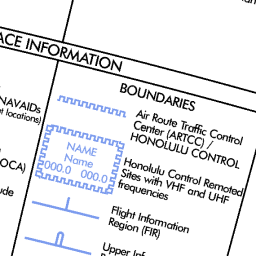 ACE INFORMATION
BOUNDARIES
NAVAIDs
t locations)
Air Route Traffic Control
Center (ARTCC) /
HONOLULU CONTROL
NAME
Name
000.0 000.0
Honolulu Control Remoted
Sites with VHF and UHF
frequencies
OCA)
ude
Flight Information
Region (FIR)
Upper Inf